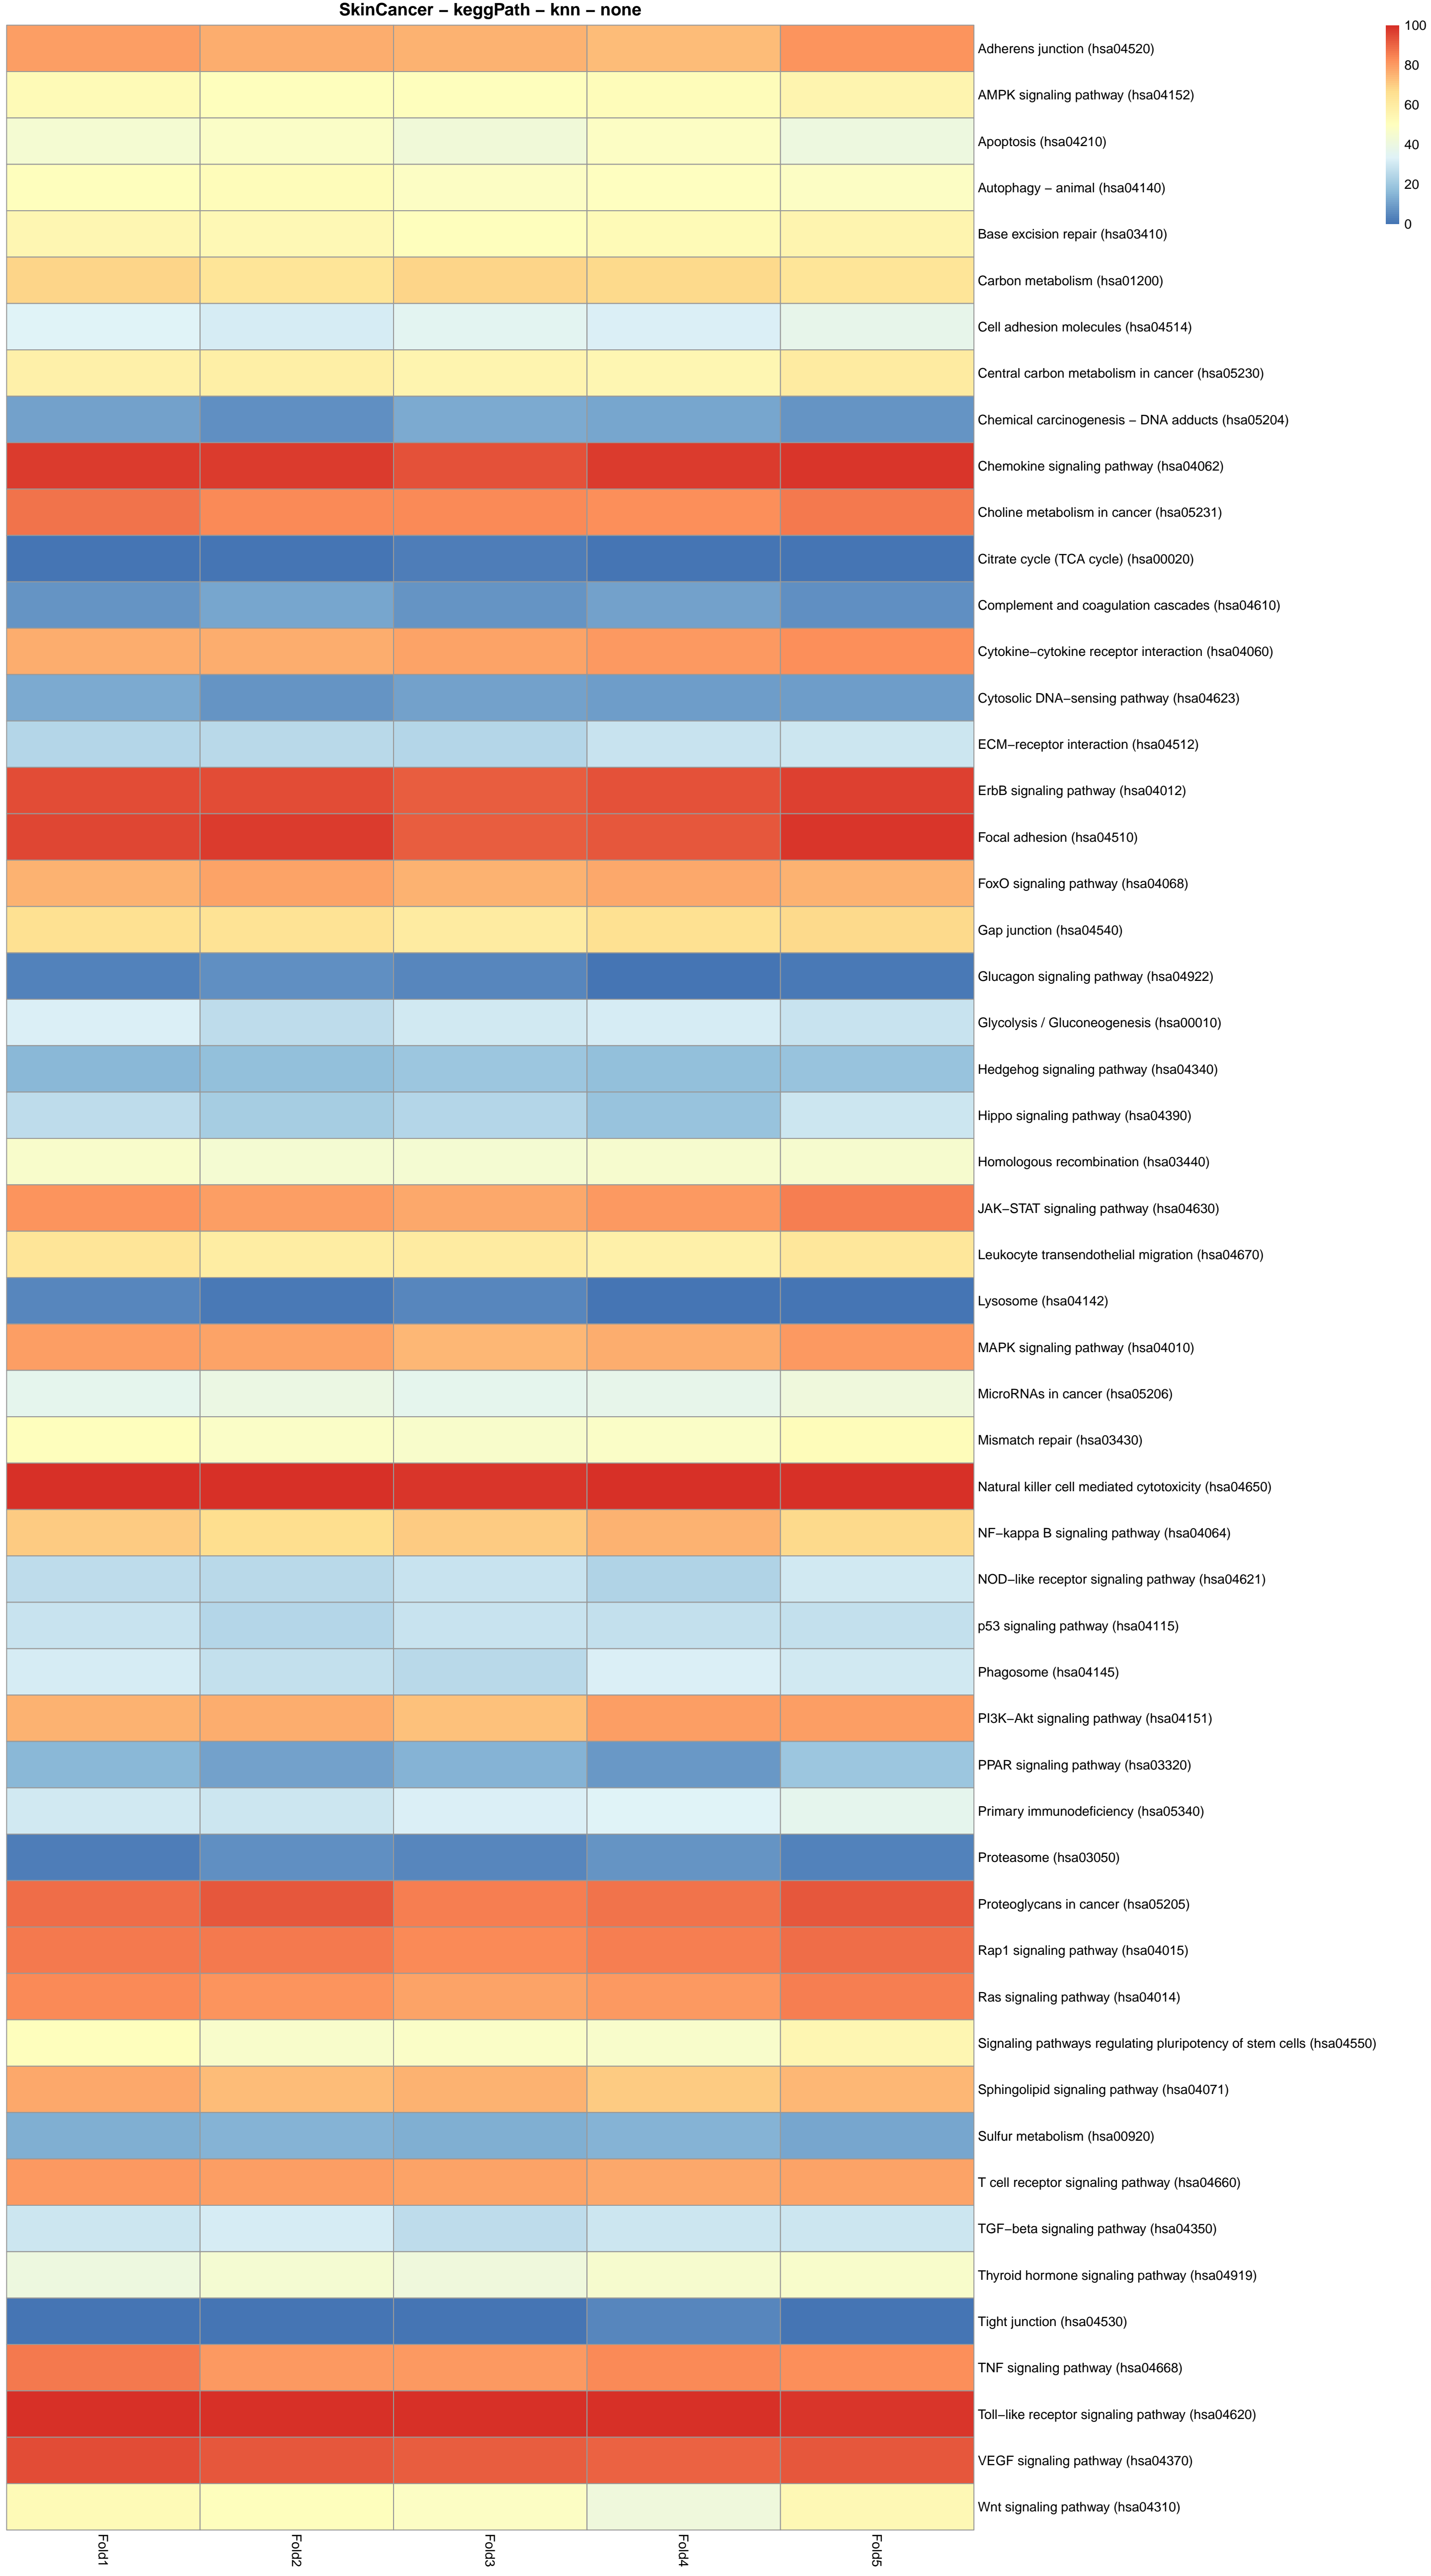 SkinCancer − keggPath − knn − none
100
80
60
40
20
0
Adherens junction (hsa04520)
AMPK signaling pathway (hsa04152)
Apoptosis (hsa04210)
Autophagy − animal (hsa04140)
Base excision repair (hsa03410)
Carbon metabolism (hsa01200)
Cell adhesion molecules (hsa04514)
Central carbon metabolism in cancer (hsa05230)
Chemical carcinogenesis − DNA adducts (hsa05204)
Chemokine signaling pathway (hsa04062)
Choline metabolism in cancer (hsa05231)
Citrate cycle (TCA cycle) (hsa00020)
Complement and coagulation cascades (hsa04610)
Cytokine−cytokine receptor interaction (hsa04060)
Cytosolic DNA−sensing pathway (hsa04623)
ECM−receptor interaction (hsa04512)
ErbB signaling pathway (hsa04012)
Focal adhesion (hsa04510)
FoxO signaling pathway (hsa04068)
Gap junction (hsa04540)
Glucagon signaling pathway (hsa04922)
Glycolysis / Gluconeogenesis (hsa00010)
Hedgehog signaling pathway (hsa04340)
Hippo signaling pathway (hsa04390)
Homologous recombination (hsa03440)
JAK−STAT signaling pathway (hsa04630)
Leukocyte transendothelial migration (hsa04670)
Lysosome (hsa04142)
MAPK signaling pathway (hsa04010)
MicroRNAs in cancer (hsa05206)
Mismatch repair (hsa03430)
Natural killer cell mediated cytotoxicity (hsa04650)
NF−kappa B signaling pathway (hsa04064)
NOD−like receptor signaling pathway (hsa04621)
p53 signaling pathway (hsa04115)
Phagosome (hsa04145)
PI3K−Akt signaling pathway (hsa04151)
PPAR signaling pathway (hsa03320)
Primary immunodeficiency (hsa05340)
Proteasome (hsa03050)
Proteoglycans in cancer (hsa05205)
Rap1 signaling pathway (hsa04015)
Ras signaling pathway (hsa04014)
Signaling pathways regulating pluripotency of stem cells (hsa04550)
Sphingolipid signaling pathway (hsa04071)
Sulfur metabolism (hsa00920)
T cell receptor signaling pathway (hsa04660)
TGF−beta signaling pathway (hsa04350)
Thyroid hormone signaling pathway (hsa04919)
Tight junction (hsa04530)
TNF signaling pathway (hsa04668)
Toll−like receptor signaling pathway (hsa04620)
VEGF signaling pathway (hsa04370)
Wnt signaling pathway (hsa04310)
Fold1
Fold2
Fold3
Fold4
Fold5